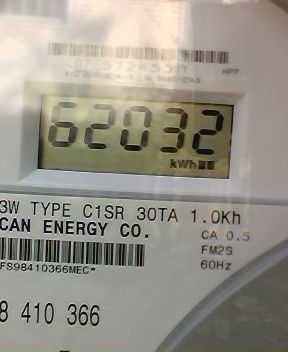 62032
kWh
3W TYPE C1SR 30TA 1.0Kh
CAN ENERGY CO.
CA 0.5
FM2S
60Hz
FS98410366MEC*
8 410 366